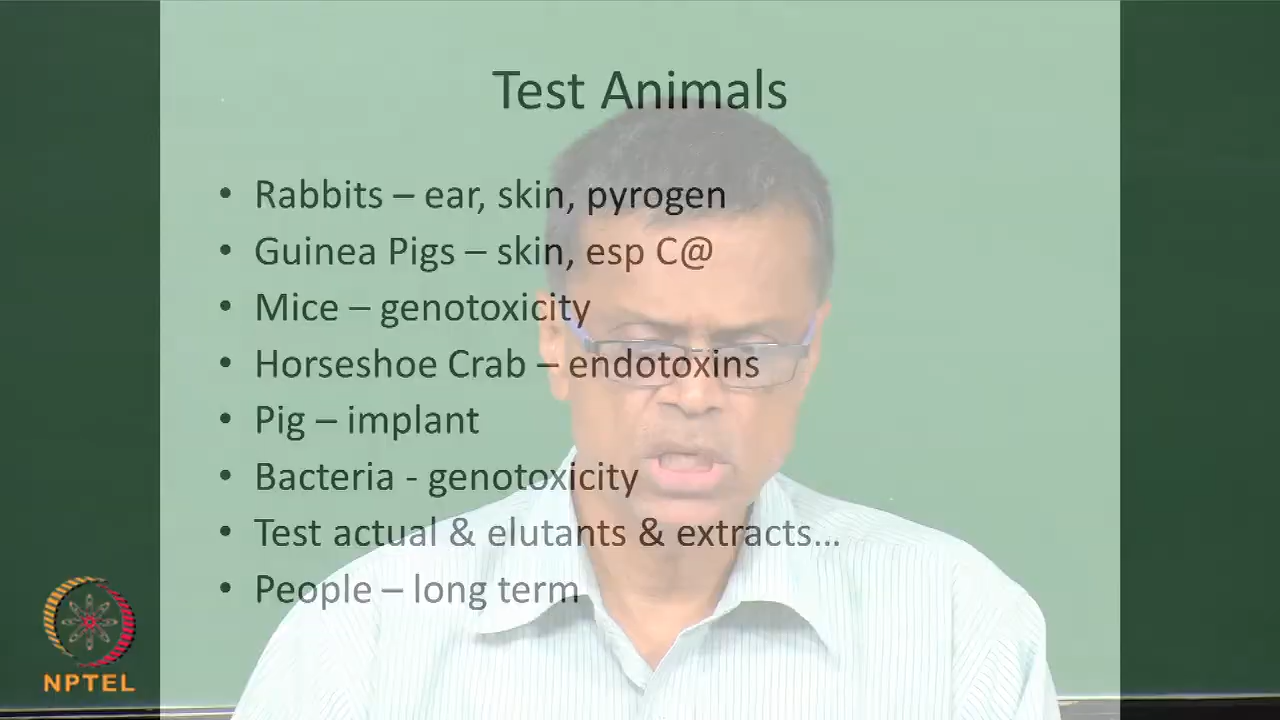 Test Animals
• Rabbits – ear, skin, pyrogen
• Guinea Pigs – skin, esp C@
• Mice – genotoxicity
• Horseshoe Crab – endotoxins
• Pig – implant
• Bacteria - genotoxicity
• Test actual & elutants & extracts…
• People – long term
NPTEL